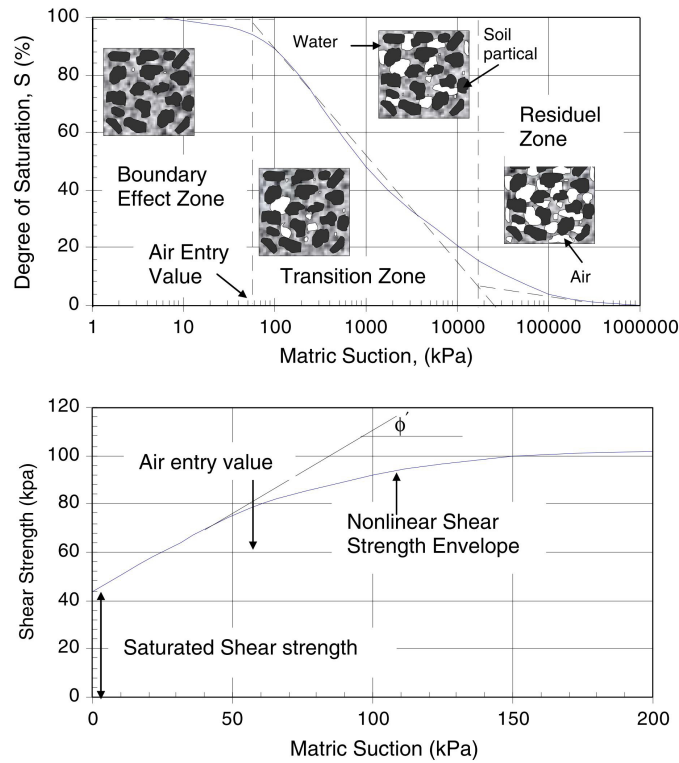 Degree of Saturation, S (%)
100
80
60
40
20
0
Water
Soil
partical
Residuel
Zone
Boundary
Effect Zone
Air Entry
Value
Transition Zone
Air
1
10
100
1000
10000
100000
1000000
Matric Suction, (kPa)
Shear Strength (kpa)
120
100
80
60
40
20
0
ϕ′
Air entry value
Nonlinear Shear
Strength Envelope
Saturated Shear strength
0
50
100
150
200
Matric Suction (kPa)